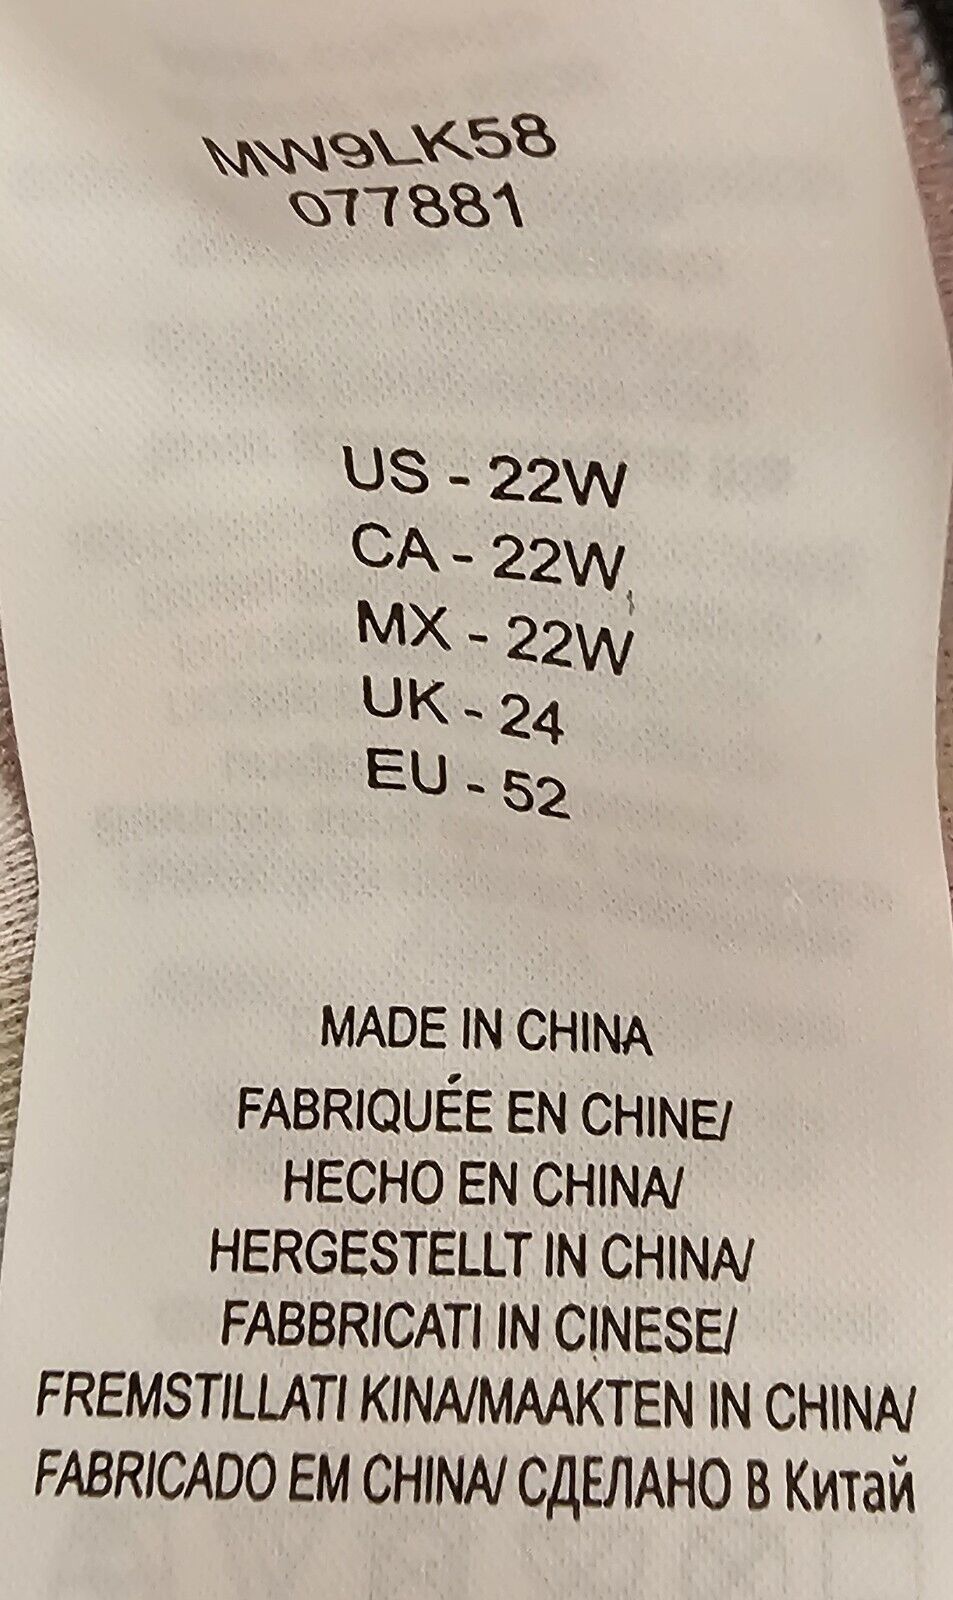 MW9LK58
077881
US - 22W
CA - 22W
MX - 22W
UK - 24
EU - 52
MADE IN CHINA
FABRIQUÉE EN CHINE/
HECHO EN CHINA/
HERGESTELLT IN CHINA/
FABBRICATI IN CINESE/
FREMSTILLATI KINA/MAAKTEN IN CHINA/
FABRICADO EM CHINA/ СДЕЛАНО В Китай